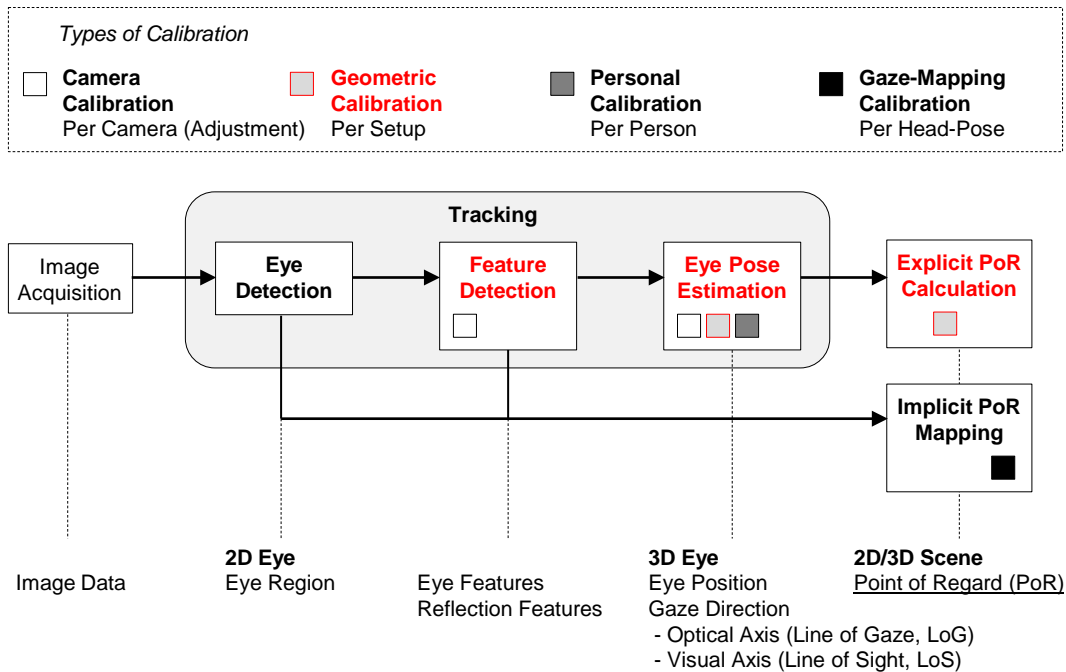 Types of Calibration
Camera
Calibration
Per Camera (Adjustment)
Geometric
Calibration
Per Setup
Personal
Calibration
Per Person
Gaze-Mapping
Calibration
Per Head-Pose
Tracking
Image
Acquisition
Eye
Detection
Feature
Detection
Eye Pose
Estimation
Explicit PoR
Calculation
Implicit PoR
Mapping
Image Data
2D Eye
Eye Region
Eye Features
Reflection Features
3D Eye
Eye Position
Gaze Direction
- Optical Axis (Line of Gaze, LoG)
- Visual Axis (Line of Sight, LoS)
2D/3D Scene
Point of Regard (PoR)